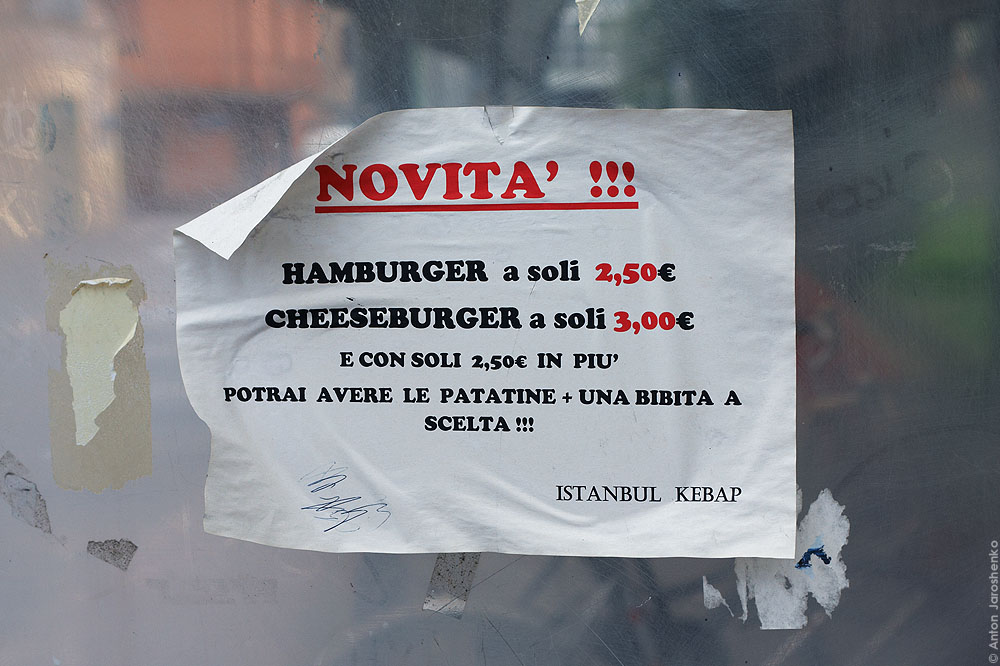 NOVITA' !!!
HAMBURGER a soli 2,50€
CHEESEBURGER a soli 3,00€
E CON SOLI 2,50€ IN PIU'
POTRAI AVERE LE PATATINE + UNA BIBITA A
SCELTA !!!
ISTANBUL KEBAP
© Anton Jaroshenko